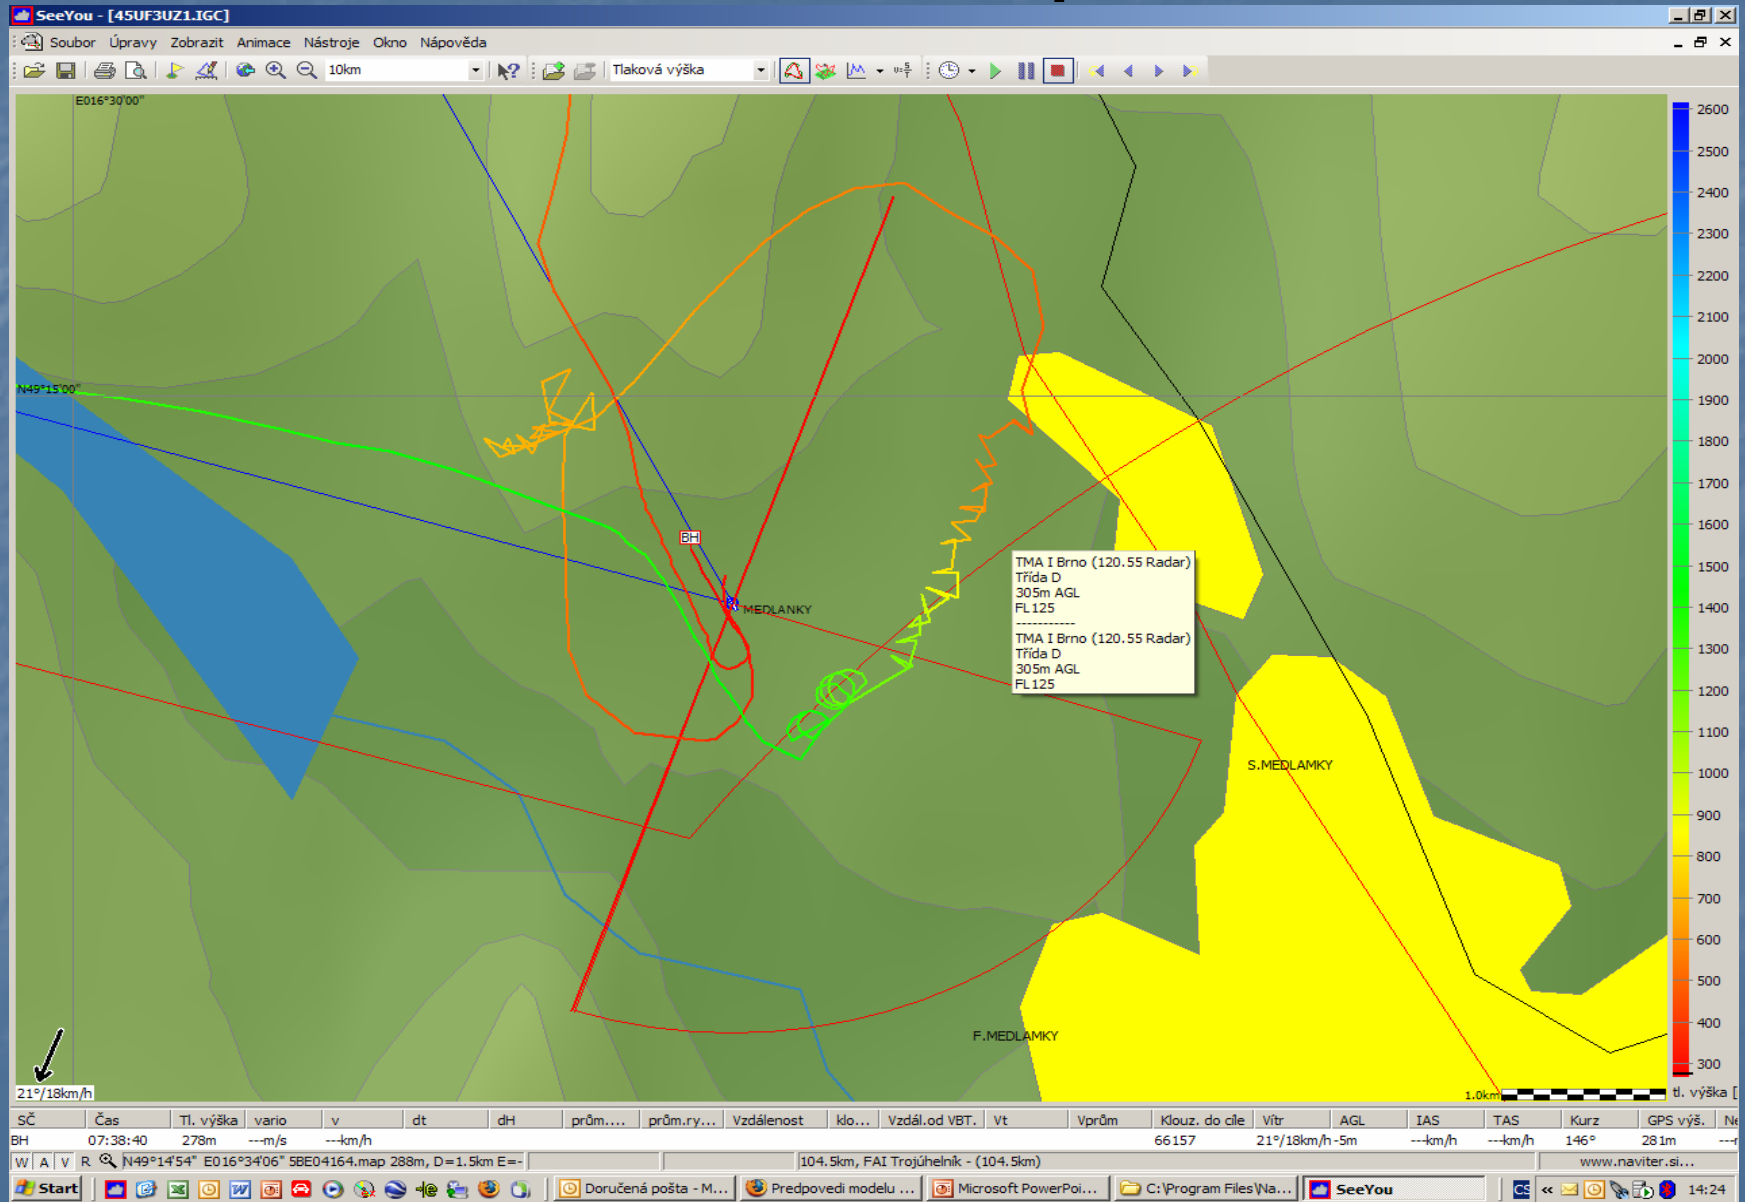 SeeYou - [45UF3UZ1.IGC]
Soubor Úpravy Zobrazit Animace Nástroje Okno Nápověda
10km Tlaková výška
E016°30'00"
N49°15'00"
BH
MEDLANKY
TMA I Brno (120.55 Radar)
Třída D
305m AGL
FL125
-----------
TMA I Brno (120.55 Radar)
Třída D
305m AGL
FL125
S.MEDLAMKY
F.MEDLAMKY
2600
2500
2400
2300
2200
2100
2000
1900
1800
1700
1600
1500
1400
1300
1200
1100
1000
900
800
700
600
500
400
300
21°/18km/h
1.0km
tl. výška [
SČ Čas Tl. výška vario v dt dH prům.... prům.ry... Vzdálenost klo... Vzdál.od VBT. Vt Vprům Klouz. do cíle Vítr AGL IAS TAS Kurz GPS výš.
BH 07:38:40 278m ---m/s ---km/h 66157 21°/18km/h -5m ---km/h ---km/h 146° 281m
W A V R N49°14'54" E016°34'06" 5BE04164.map 288m, D=1.5km E=- 104.5km, FAI Trojúhelník - (104.5km) www.naviter.si...
Start Doručená pošta - M... Předpovedi modelu ... Microsoft PowerPoi... C:\Program Files\Na... SeeYou CS « 14:24